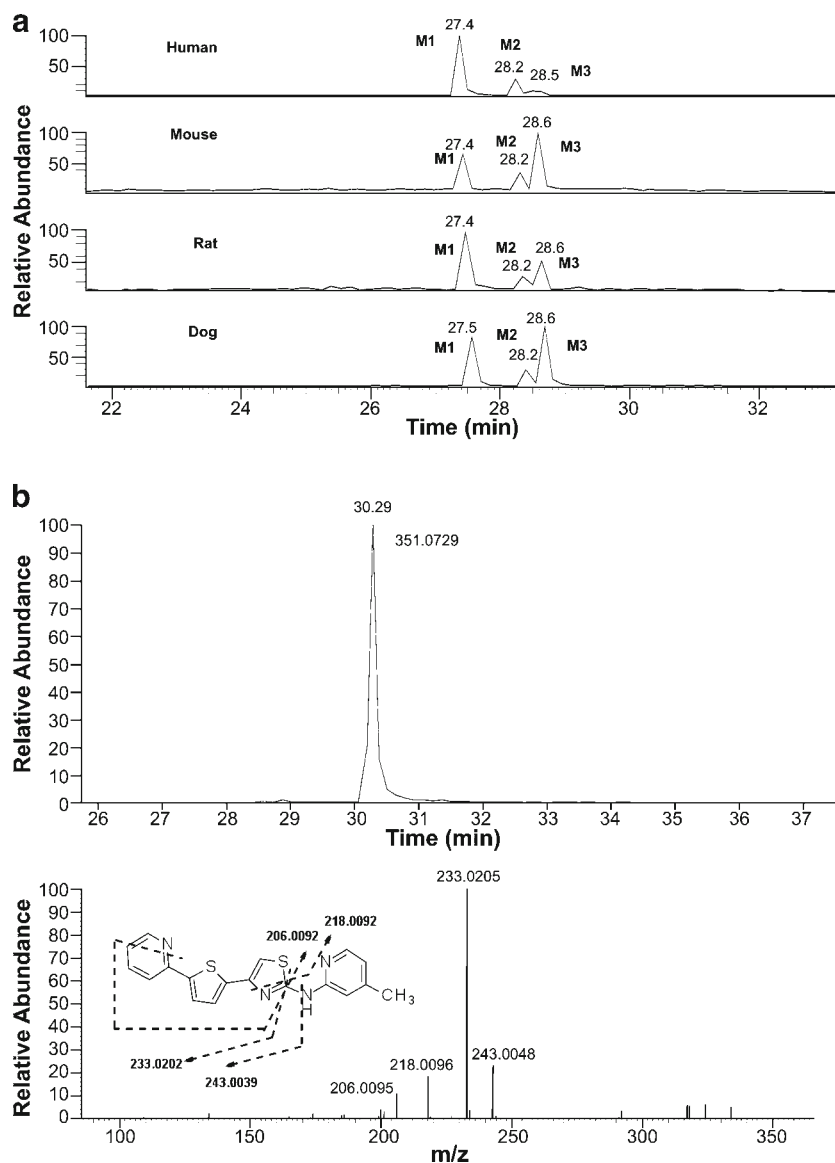 a
Human
27.4
M1
M2
28.2
28.5
M3
Mouse
27.4
M1
M2
28.2
28.6
M3
Rat
27.4
M1
M2
28.2
28.6
M3
Dog
27.5
M1
M2
28.2
28.6
M3
100
50
100
50
100
50
100
50
Relative Abundance
22 24 26 28 30 32
Time (min)
b
30.29
351.0729
100
90
80
70
60
50
40
30
20
10
0
Relative Abundance
26 27 28 29 30 31 32 33 34 35 36 37
Time (min)
233.0205
100
90
80
70
60
50
40
30
20
10
0
Relative Abundance
206.0092
218.0092
N
S
S
N
N
N
H
CH3
233.0202
243.0039
206.0095
218.0096
243.0048
100 150 200 250 300 350
m/z